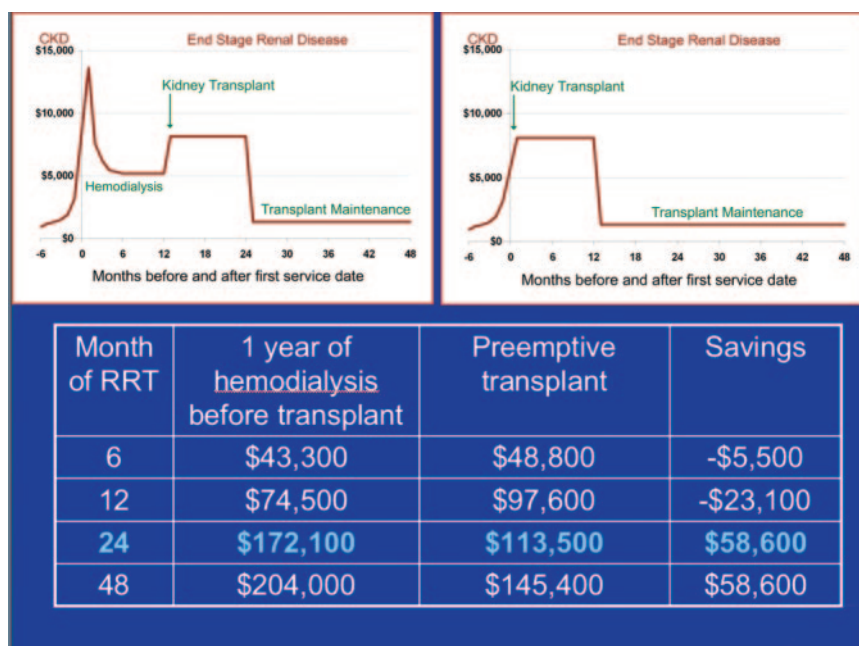 CKD End Stage Renal Disease
$15,000
Kidney Transplant
$10,000
$5,000
Hemodialysis
Transplant Maintenance
$0
-6 0 6 12 18 24 30 36 42 48
Months before and after first service date
CKD End Stage Renal Disease
$15,000
Kidney Transplant
$10,000
$5,000
Transplant Maintenance
$0
-6 0 6 12 18 24 30 36 42 48
Months before and after first service date
Month of RRT
1 year of hemodialysis before transplant
Preemptive transplant
Savings
6 $43,300 $48,800 -$5,500
12 $74,500 $97,600 -$23,100
24 $172,100 $113,500 $58,600
48 $204,000 $145,400 $58,600